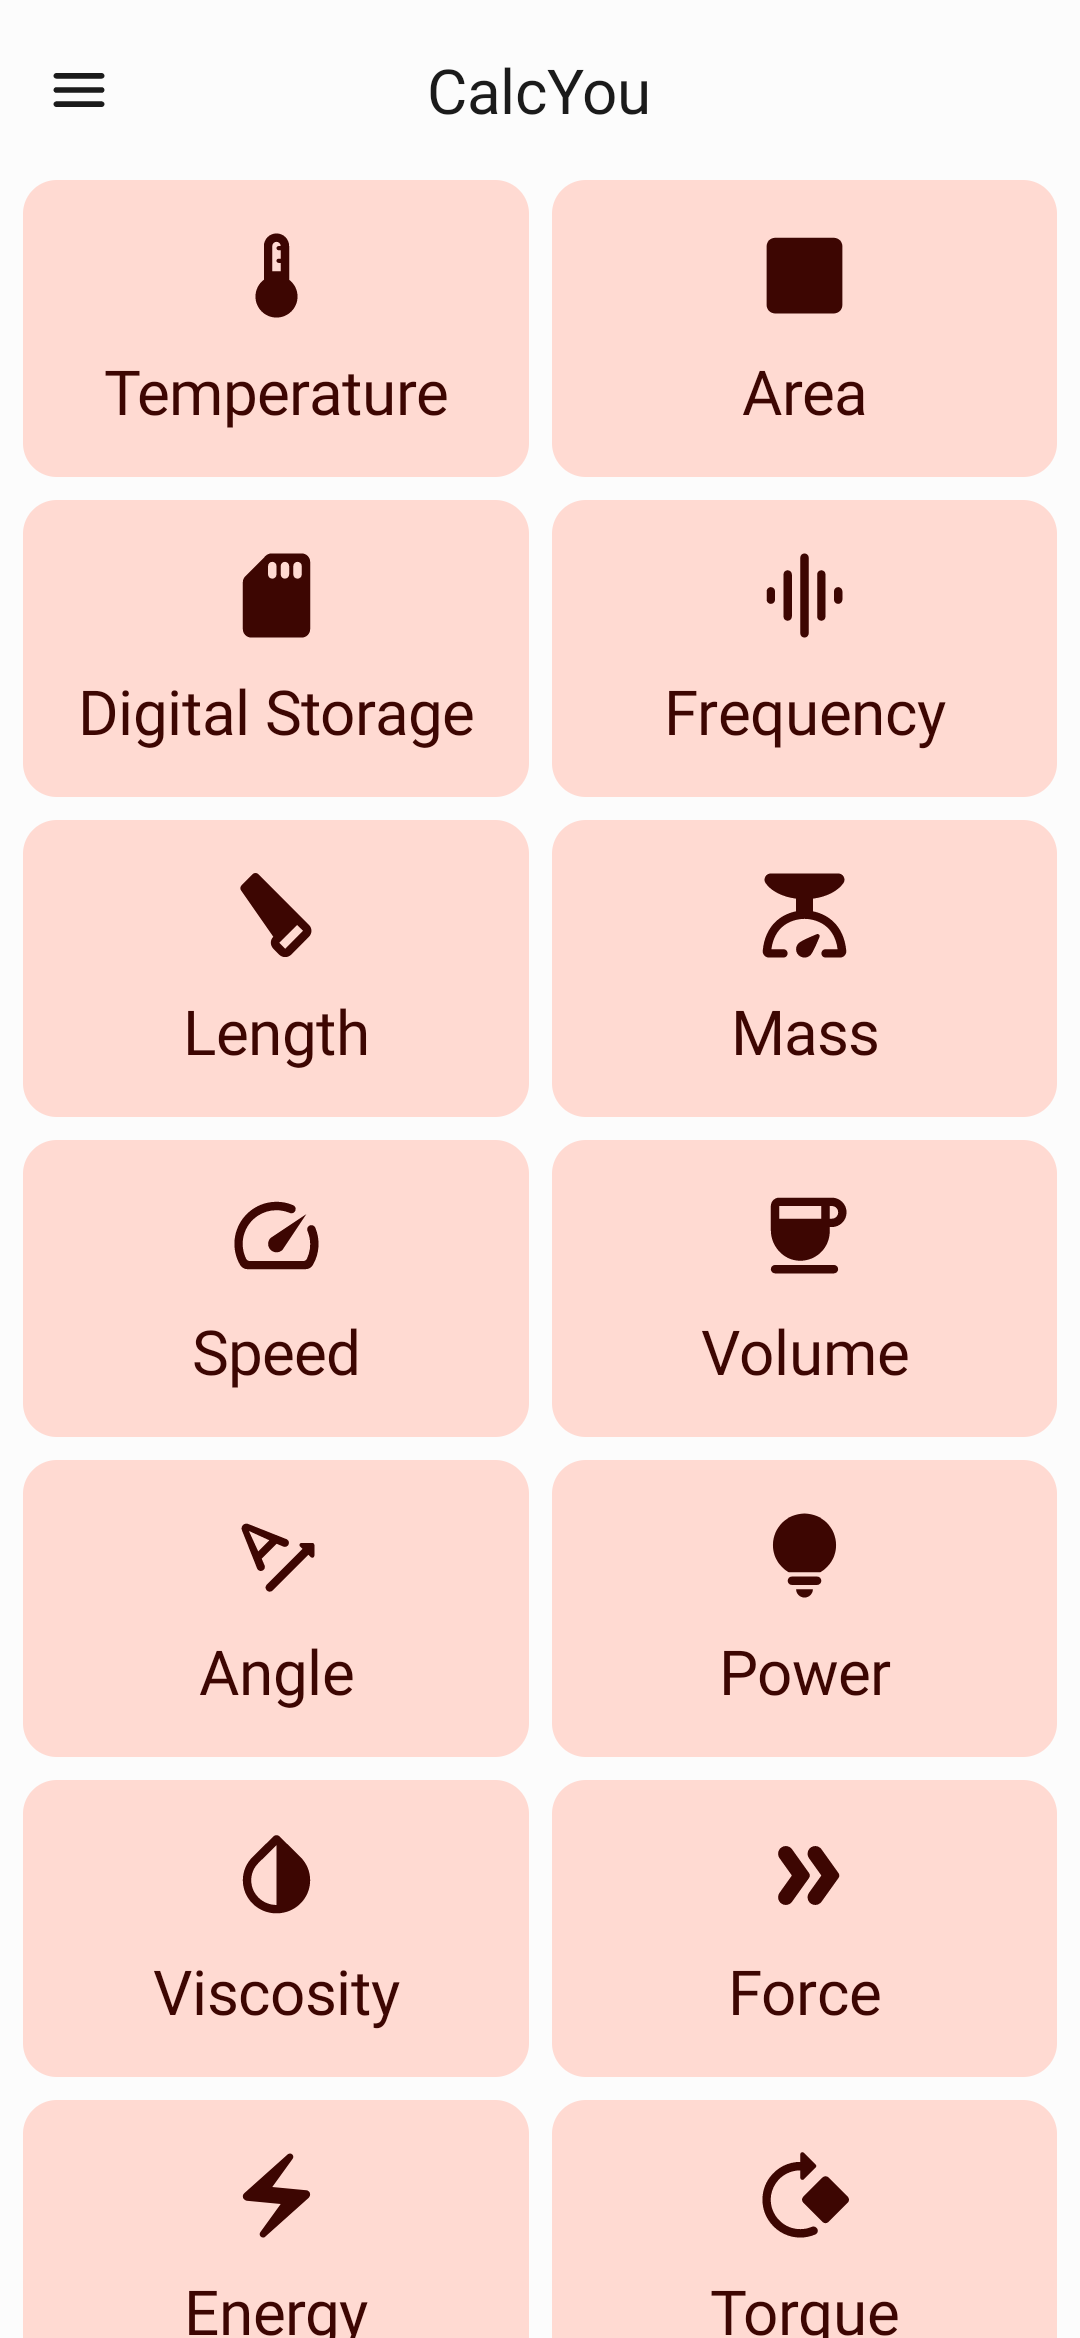 CalcYou
Temperature
Area
Digital Storage
Frequency
Length
Mass
Speed
Volume
Angle
Power
Viscosity
Force
Energy
Torque